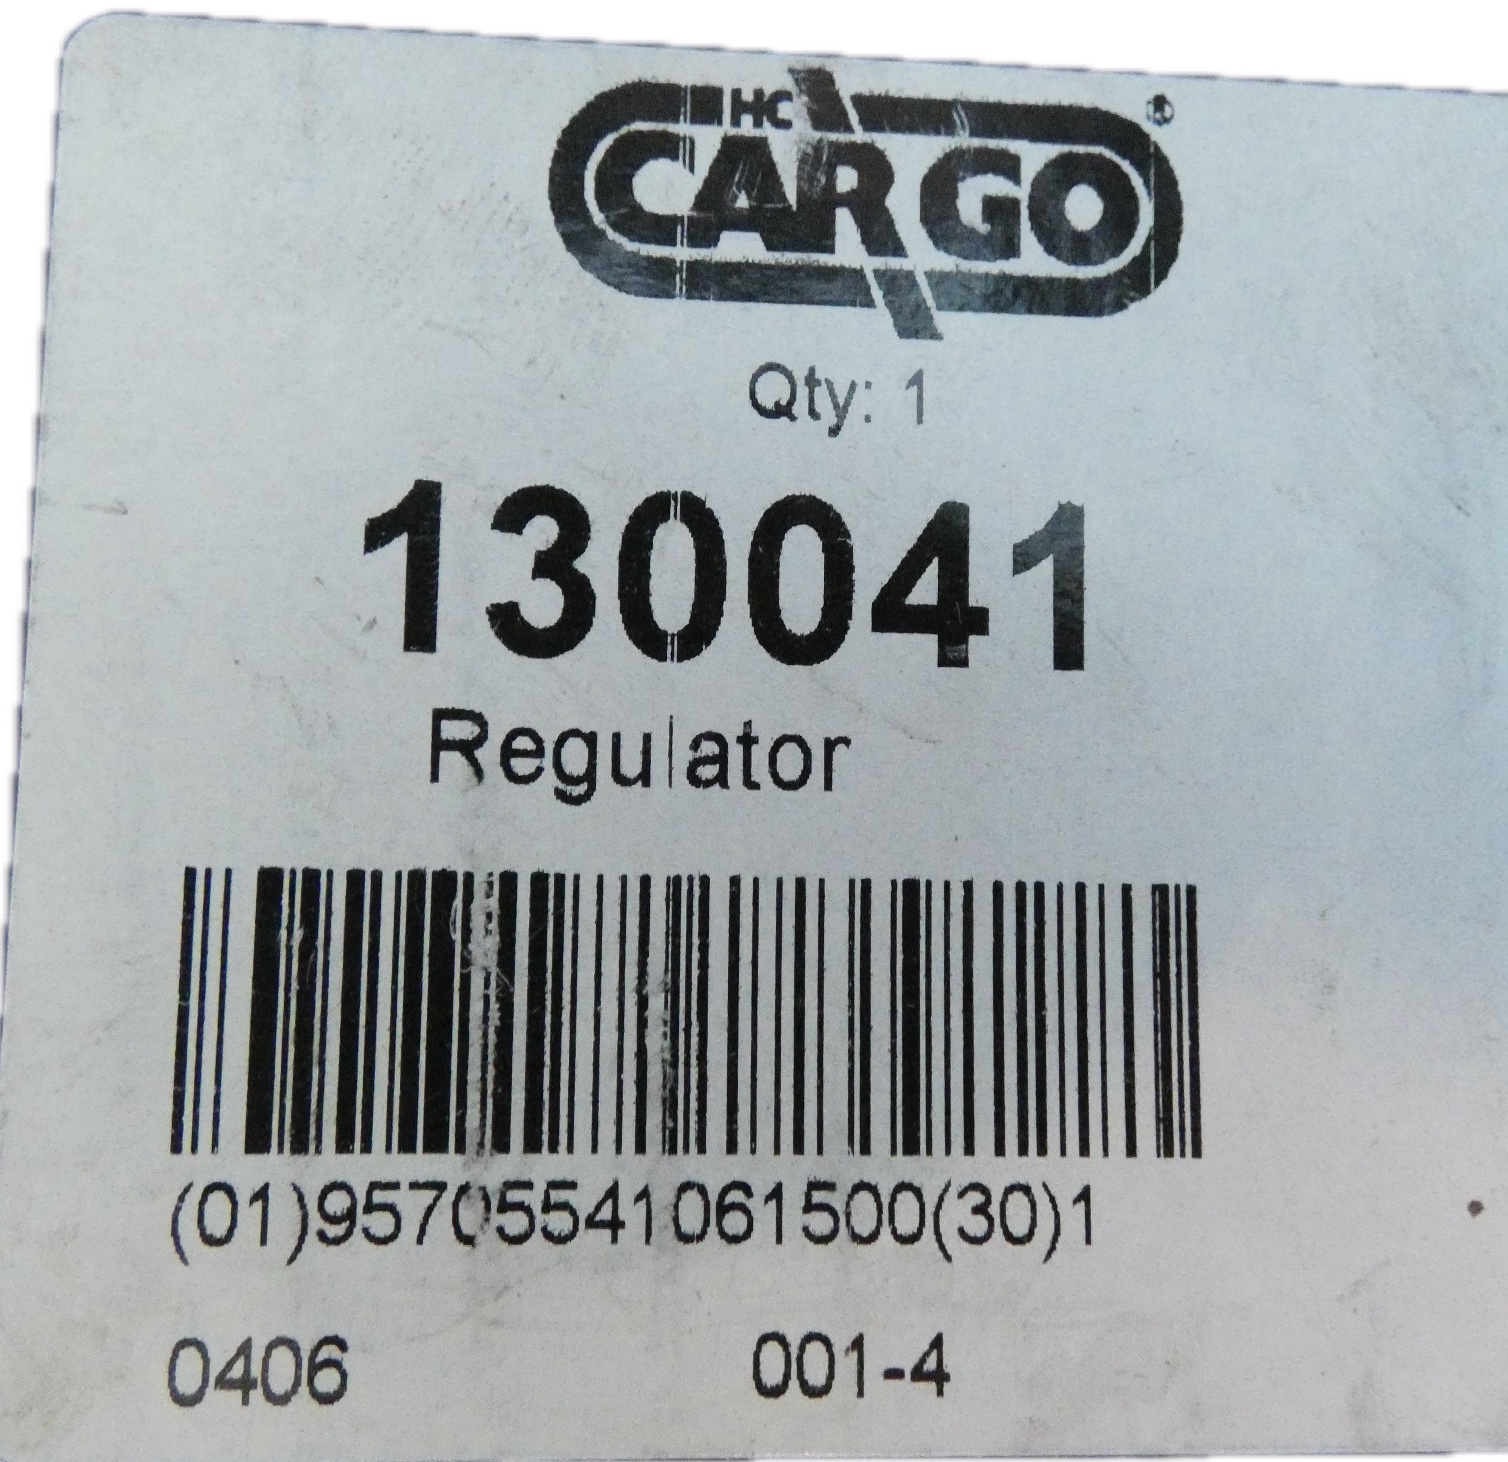 HC
CARGO®
Qty: 1
130041
Regulator
(01)95705541061500(30)1
0406
001-4